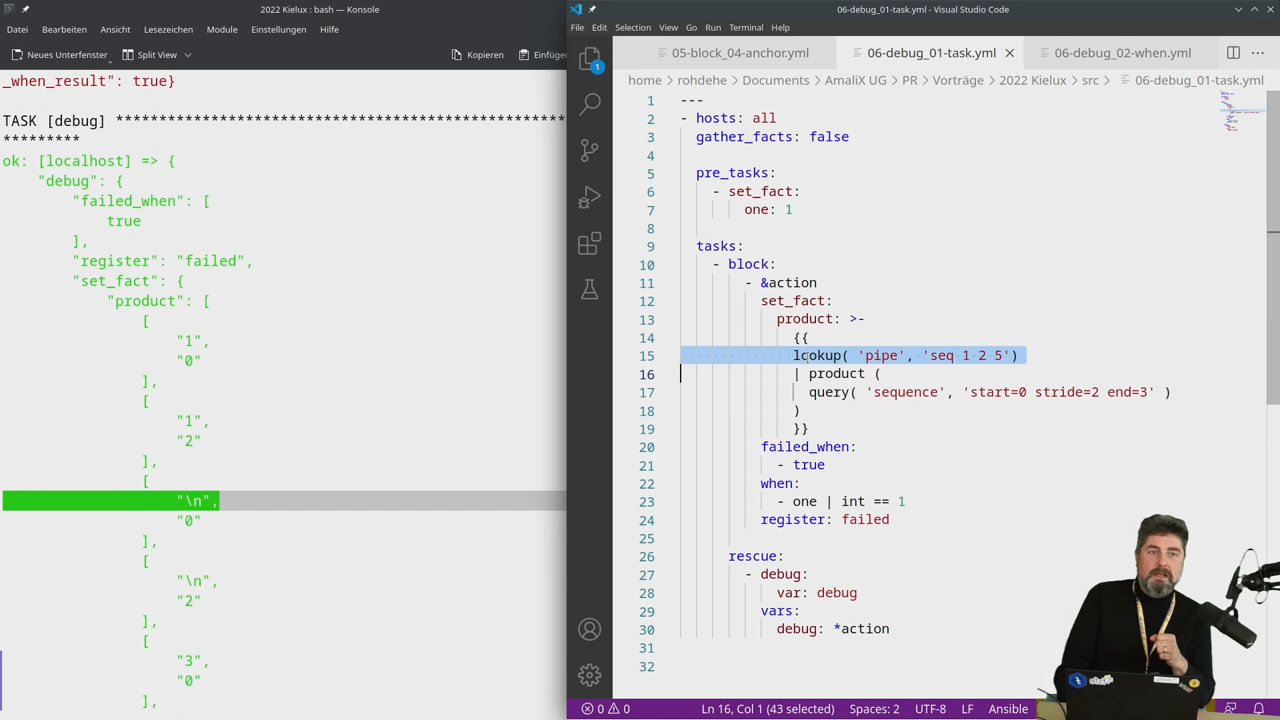 2022 Kielux : bash — Konsole
Datei Bearbeiten Ansicht Lesezeichen Module Einstellungen Hilfe
Neues Unterfenster Split View Kopieren Einfüge
_when_result": true}
TASK [debug] **************************************************
*********
ok: [localhost] => {
"debug": {
"failed_when": [
true
],
"register": "failed",
"set_fact": {
"product": [
[
"1",
"0"
],
[
"1",
"2"
],
[
"\n",
"0"
],
[
"\n",
"2"
],
[
"3",
"0"
],
06-debug_01-task.yml - Visual Studio Code
File Edit Selection View Go Run Terminal Help
05-block_04-anchor.yml 06-debug_01-task.yml 06-debug_02-when.yml
home > rohdehe > Documents > AmaliX UG > PR > Vorträge > 2022 Kielux > src > 06-debug_01-task.yml
1
1 ---
2 - hosts: all
3 gather_facts: false
4
5 pre_tasks:
6 - set_fact:
7 one: 1
8
9 tasks:
10 - block:
11 - &action
12 set_fact:
13 product: >-
14 {{
15 lookup( 'pipe', 'seq 1 2 5')
16 | product (
17 query( 'sequence', 'start=0 stride=2 end=3' )
18 )
19 }}
20 failed_when:
21 - true
22 when:
23 - one | int == 1
24 register: failed
25
26 rescue:
27 - debug:
28 var: debug
29 vars:
30 debug: *action
31
32
0 0 Ln 16, Col 1 (43 selected) Spaces: 2 UTF-8 LF Ansible